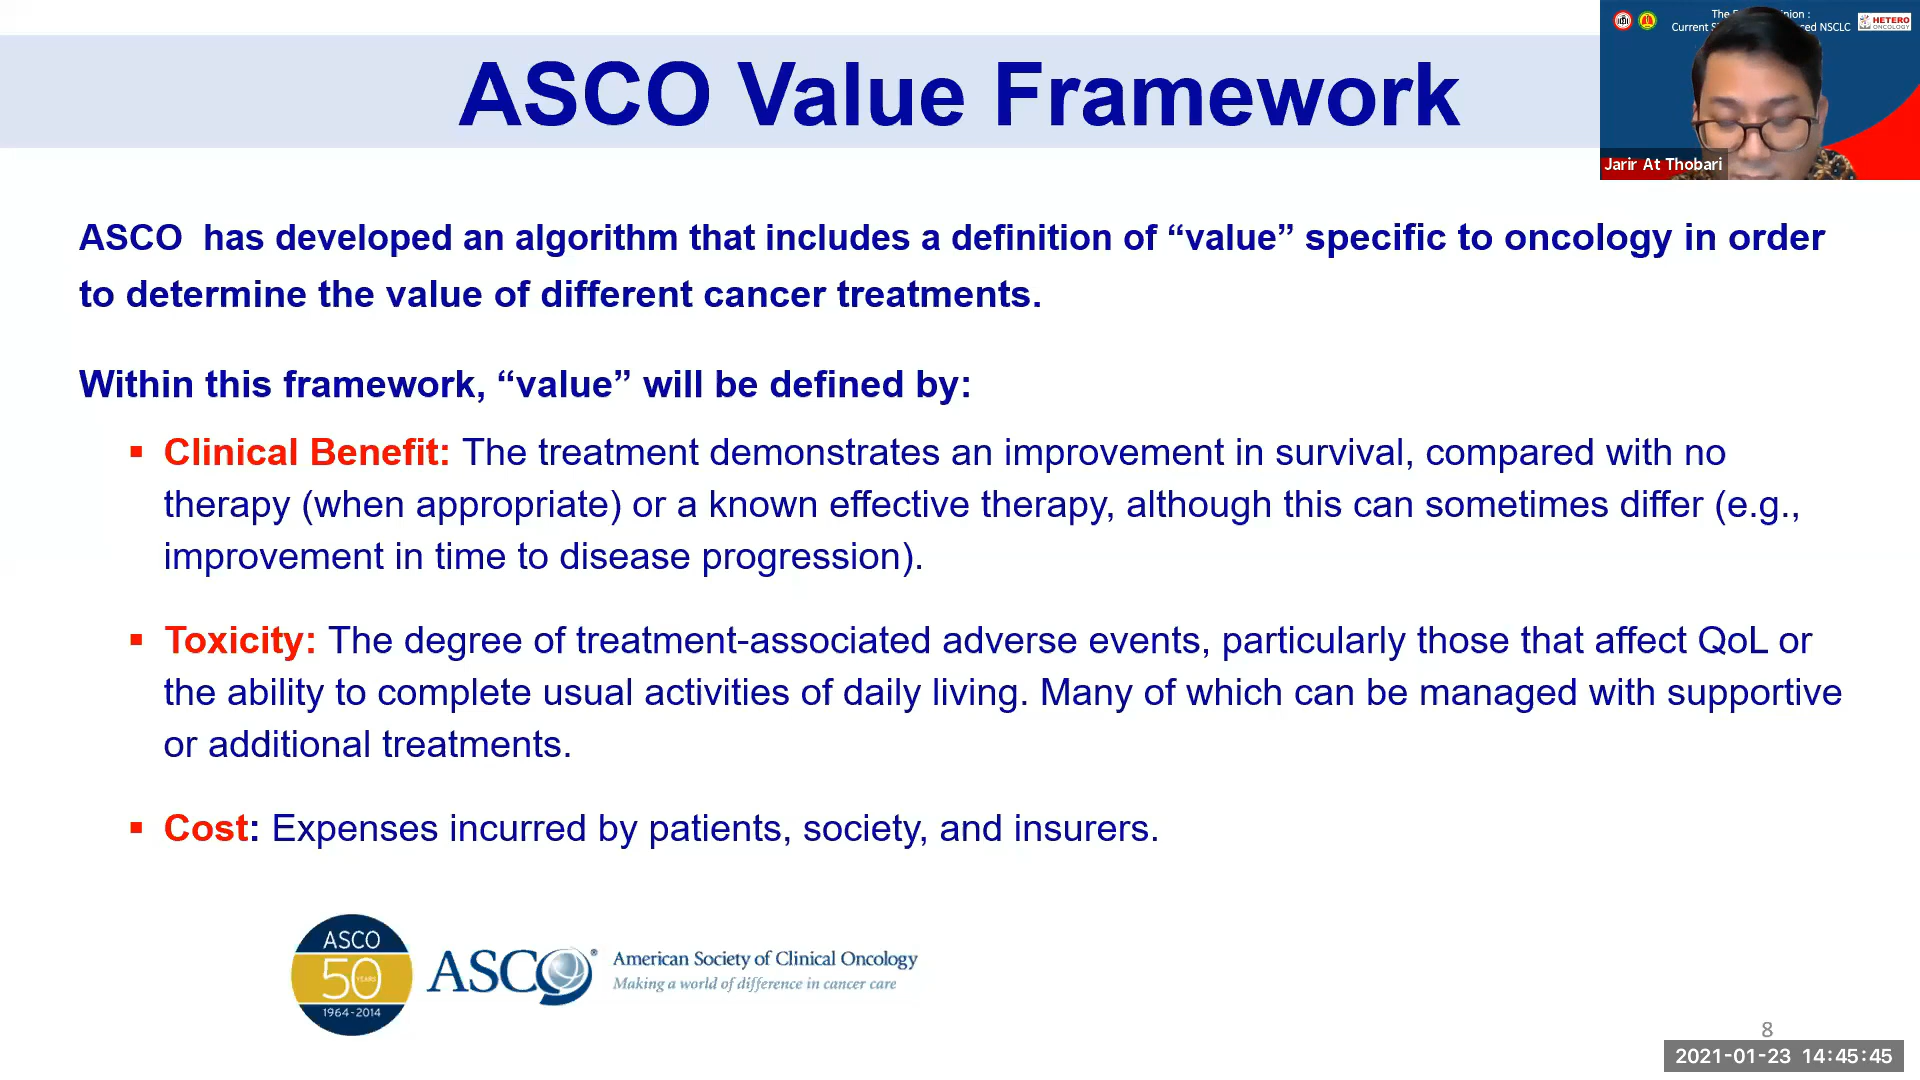 ASCO Value Framework
The
nion :
Current S
ced NSCLC
HETERO
ONCOLOGY
Jarir At Thobari
ASCO has developed an algorithm that includes a definition of “value” specific to oncology in order
to determine the value of different cancer treatments.
Within this framework, “value” will be defined by:
▪ Clinical Benefit: The treatment demonstrates an improvement in survival, compared with no
therapy (when appropriate) or a known effective therapy, although this can sometimes differ (e.g.,
improvement in time to disease progression).
▪ Toxicity: The degree of treatment-associated adverse events, particularly those that affect QoL or
the ability to complete usual activities of daily living. Many of which can be managed with supportive
or additional treatments.
▪ Cost: Expenses incurred by patients, society, and insurers.
ASCO
50 YEARS
1964-2014
ASCO®
American Society of Clinical Oncology
Making a world of difference in cancer care
8
2021-01-23 14:45:45